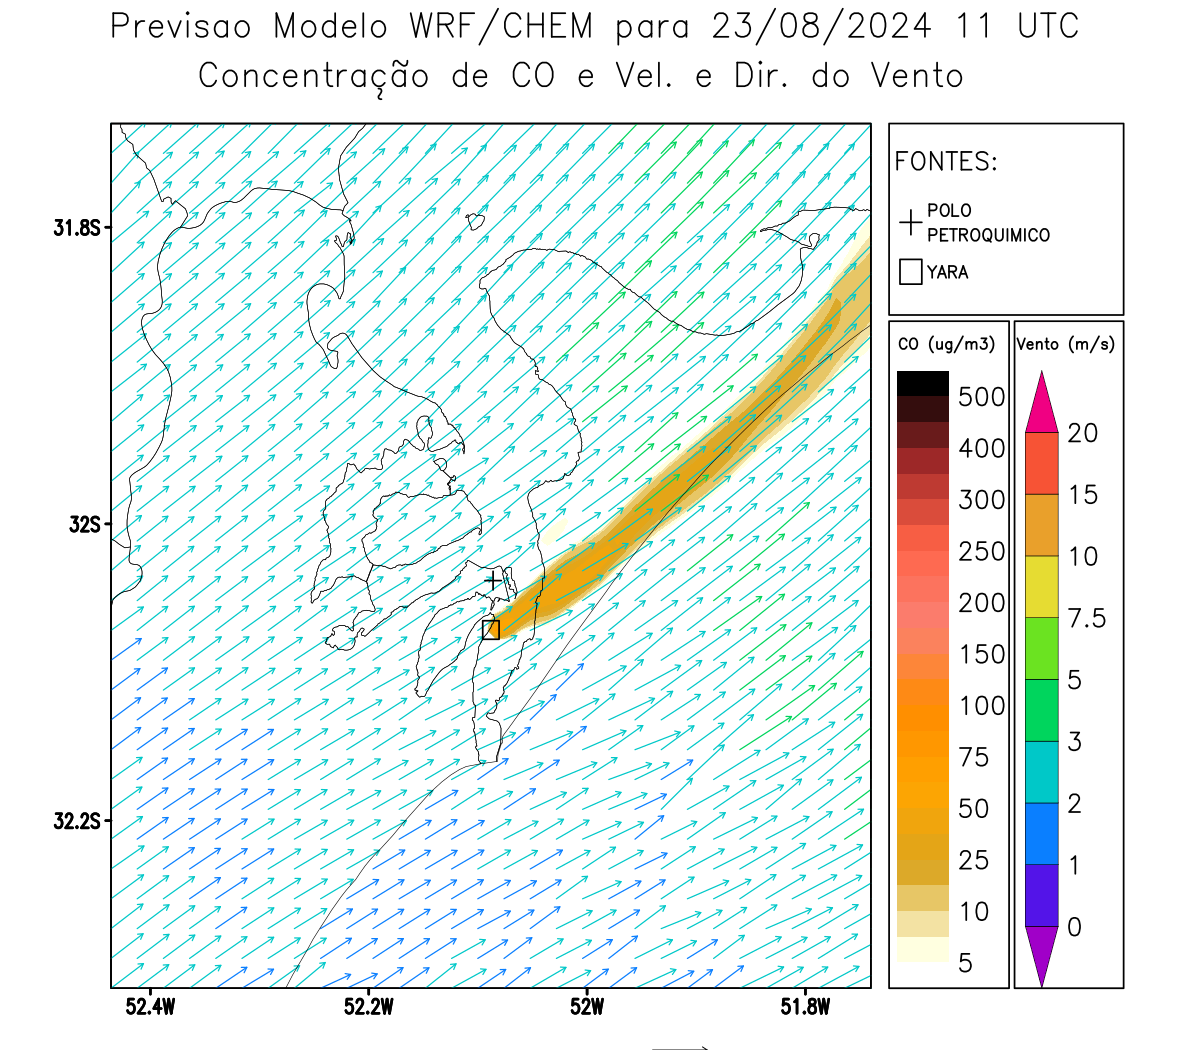 Previsao Modelo WRF/CHEM para 23/08/2024 11 UTC
Concentração de CO e Vel. e Dir. do Vento
FONTES:
POLO
PETROQUIMICO
YARA
CO (ug/m3)
500
400
300
250
200
150
100
75
50
25
10
5
Vento (m/s)
20
15
10
7.5
5
3
2
1
0
31.8S
32S
32.2S
52.4W
52.2W
52W
51.8W